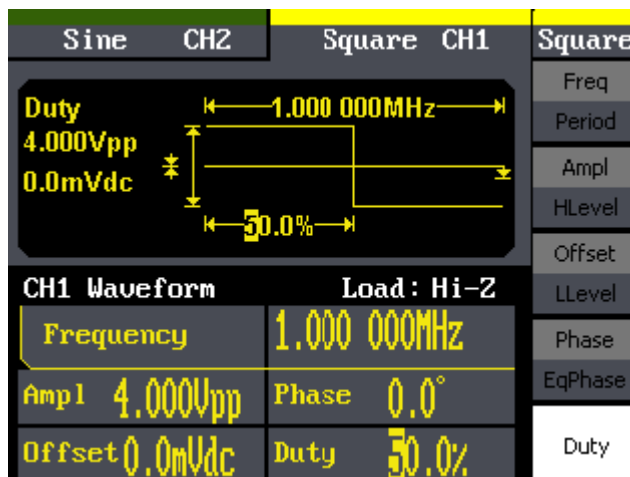 Sine CH2 Square CH1 Square
Freq
Period
Ampl
HLevel
Offset
LLevel
Phase
EqPhase
Duty
Duty
4.000Vpp
0.0mVdc
1.000 000MHz
50.0%
CH1 Waveform Load: Hi-Z
Frequency 1.000 000MHz
Ampl 4.000Vpp Phase 0.0°
Offset 0.0mVdc Duty 50.0%